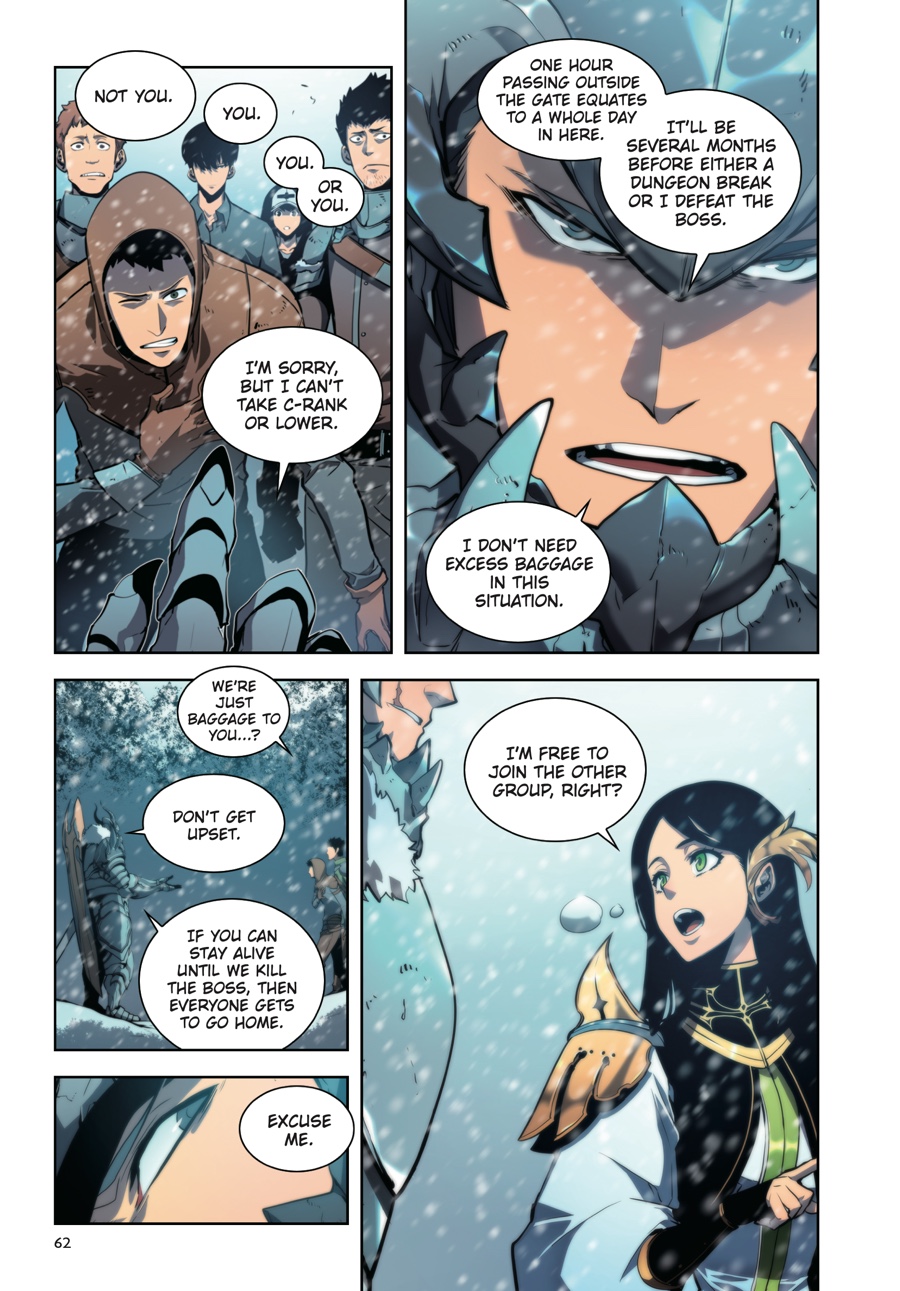 NOT YOU.
YOU.
YOU.
OR
YOU.
I'M SORRY,
BUT I CAN'T
TAKE C-RANK
OR LOWER.
ONE HOUR
PASSING OUTSIDE
THE GATE EQUATES
TO A WHOLE DAY
IN HERE.
IT'LL BE
SEVERAL MONTHS
BEFORE EITHER A
DUNGEON BREAK
OR I DEFEAT THE
BOSS.
I DON'T NEED
EXCESS BAGGAGE
IN THIS
SITUATION.
WE'RE
JUST
BAGGAGE TO
YOU...?
DON'T GET
UPSET.
IF YOU CAN
STAY ALIVE
UNTIL WE KILL
THE BOSS, THEN
EVERYONE GETS
TO GO HOME.
I'M FREE TO
JOIN THE OTHER
GROUP, RIGHT?
EXCUSE
ME.
62